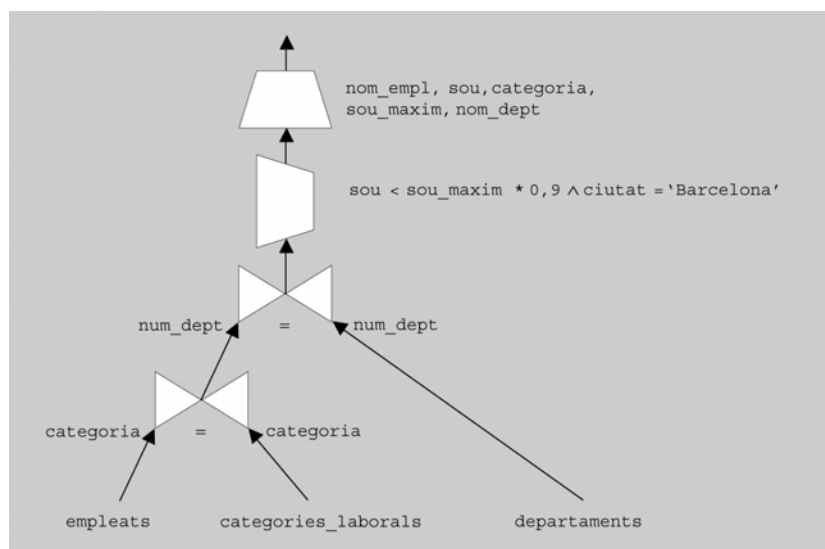 nom_empl, sou,categoria,
sou_maxim, nom_dept
sou < sou_maxim * 0,9 ∧ ciutat = ‘Barcelona’
num_dept = num_dept
categoria = categoria
empleats categories_laborals departaments